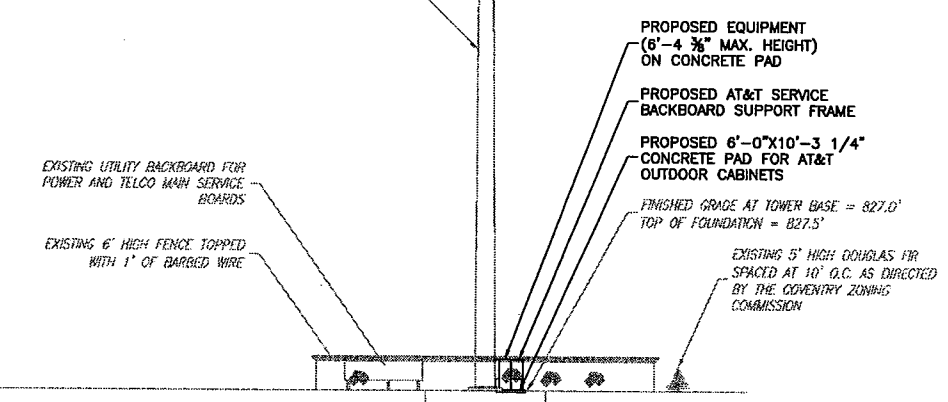 PROPOSED EQUIPMENT
(6'-4 ⅜" MAX. HEIGHT)
ON CONCRETE PAD
PROPOSED AT&T SERVICE
BACKBOARD SUPPORT FRAME
PROPOSED 6'-0"X10'-3 1/4"
CONCRETE PAD FOR AT&T
OUTDOOR CABINETS
EXISTING UTILITY BACKBOARD FOR
POWER AND TELCO MAIN SERVICE
BOARDS
FINISHED GRADE AT TOWER BASE = 827.0'
TOP OF FOUNDATION = 827.5'
EXISTING 6' HIGH FENCE TOPPED
WITH 1' OF BARBED WIRE
EXISTING 5' HIGH DOUGLAS FIR
SPACED AT 10' O.C. AS DIRECTED
BY THE COVENTRY ZONING
COMMISSION